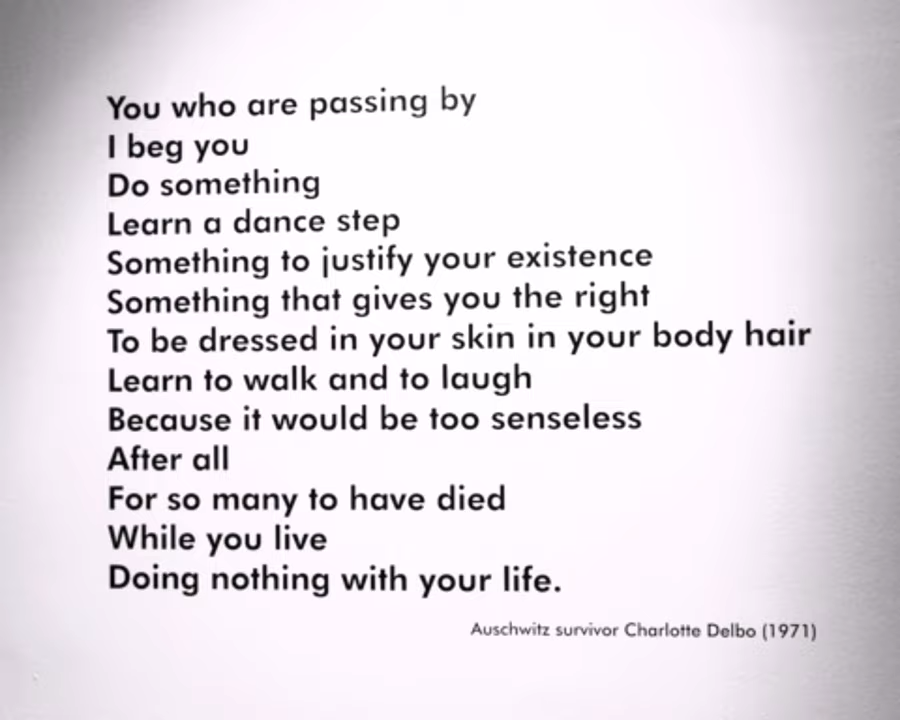 You who are passing by
I beg you
Do something
Learn a dance step
Something to justify your existence
Something that gives you the right
To be dressed in your skin in your body hair
Learn to walk and to laugh
Because it would be too senseless
After all
For so many to have died
While you live
Doing nothing with your life.
Auschwitz survivor Charlotte Delbo (1971)